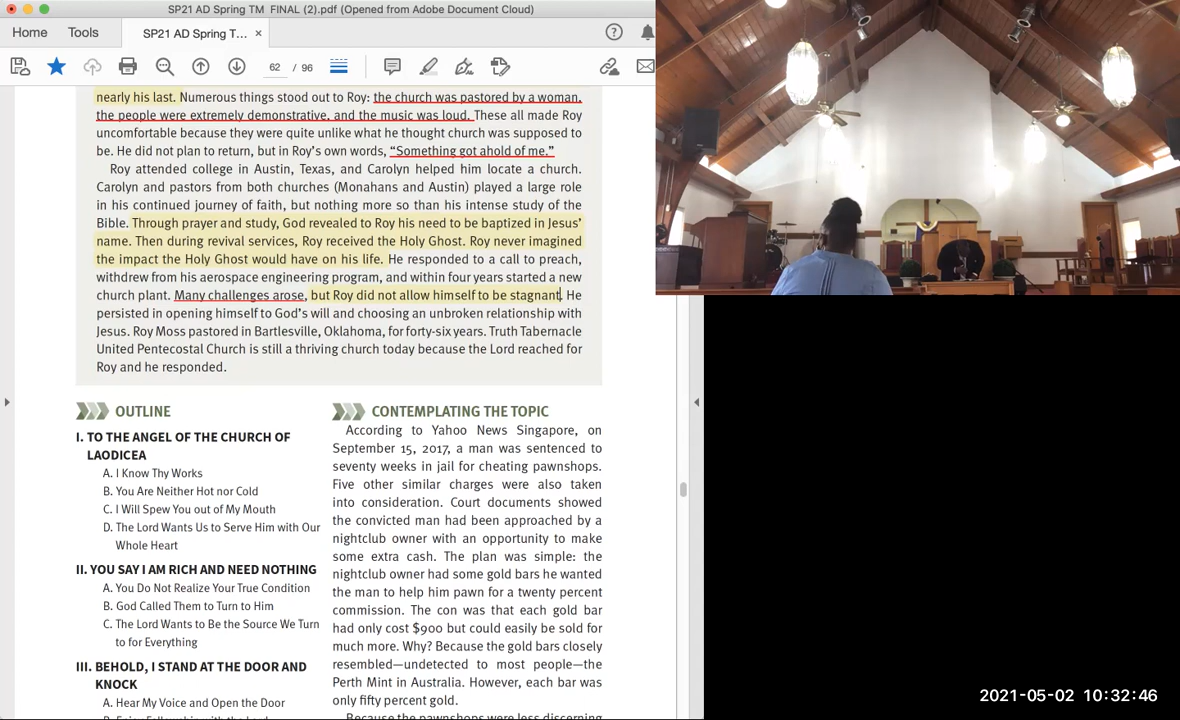 SP21 AD Spring TM FINAL (2).pdf (Opened from Adobe Document Cloud)
Home Tools SP21 AD Spring T... ×
62 / 96
nearly his last. Numerous things stood out to Roy: the church was pastored by a woman,
the people were extremely demonstrative, and the music was loud. These all made Roy
uncomfortable because they were quite unlike what he thought church was supposed to
be. He did not plan to return, but in Roy's own words, “Something got ahold of me.”
Roy attended college in Austin, Texas, and Carolyn helped him locate a church.
Carolyn and pastors from both churches (Monahans and Austin) played a large role
in his continued journey of faith, but nothing more so than his intense study of the
Bible. Through prayer and study, God revealed to Roy his need to be baptized in Jesus'
name. Then during revival services, Roy received the Holy Ghost. Roy never imagined
the impact the Holy Ghost would have on his life. He responded to a call to preach,
withdrew from his aerospace engineering program, and within four years started a new
church plant. Many challenges arose, but Roy did not allow himself to be stagnant. He
persisted in opening himself to God's will and choosing an unbroken relationship with
Jesus. Roy Moss pastored in Bartlesville, Oklahoma, for forty-six years. Truth Tabernacle
United Pentecostal Church is still a thriving church today because the Lord reached for
Roy and he responded.
OUTLINE
I. TO THE ANGEL OF THE CHURCH OF
LAODICEA
A. I Know Thy Works
B. You Are Neither Hot nor Cold
C. I Will Spew You out of My Mouth
D. The Lord Wants Us to Serve Him with Our
Whole Heart
II. YOU SAY I AM RICH AND NEED NOTHING
A. You Do Not Realize Your True Condition
B. God Called Them to Turn to Him
C. The Lord Wants to Be the Source We Turn
to for Everything
III. BEHOLD, I STAND AT THE DOOR AND
KNOCK
A. Hear My Voice and Open the Door
B. Enjoy Fellowship with the Lord
CONTEMPLATING THE TOPIC
According to Yahoo News Singapore, on
September 15, 2017, a man was sentenced to
seventy weeks in jail for cheating pawnshops.
Five other similar charges were also taken
into consideration. Court documents showed
the convicted man had been approached by a
nightclub owner with an opportunity to make
some extra cash. The plan was simple: the
nightclub owner had some gold bars he wanted
the man to help him pawn for a twenty percent
commission. The con was that each gold bar
had only cost $900 but could easily be sold for
much more. Why? Because the gold bars closely
resembled—undetected to most people—the
Perth Mint in Australia. However, each bar was
only fifty percent gold.
Because the pawnshops were less discerning
2021-05-02 10:32:46